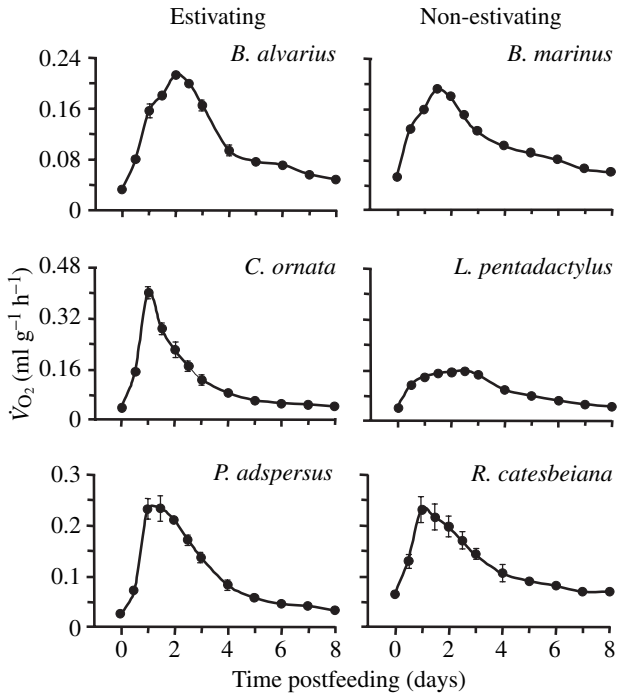 Estivating Non-estivating
B. alvarius B. marinus
0.24
0.16
0.08
0
C. ornata L. pentadactylus
0.48
0.32
0.16
0
V̇O2 (ml g–1 h–1)
P. adspersus R. catesbeiana
0.3
0.2
0.1
0
0 2 4 6 8 0 2 4 6 8
Time postfeeding (days)